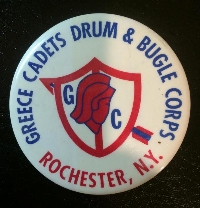 GREECE CADETS DRUM & BUGLE CORPS.
G C
ROCHESTER, N.Y.